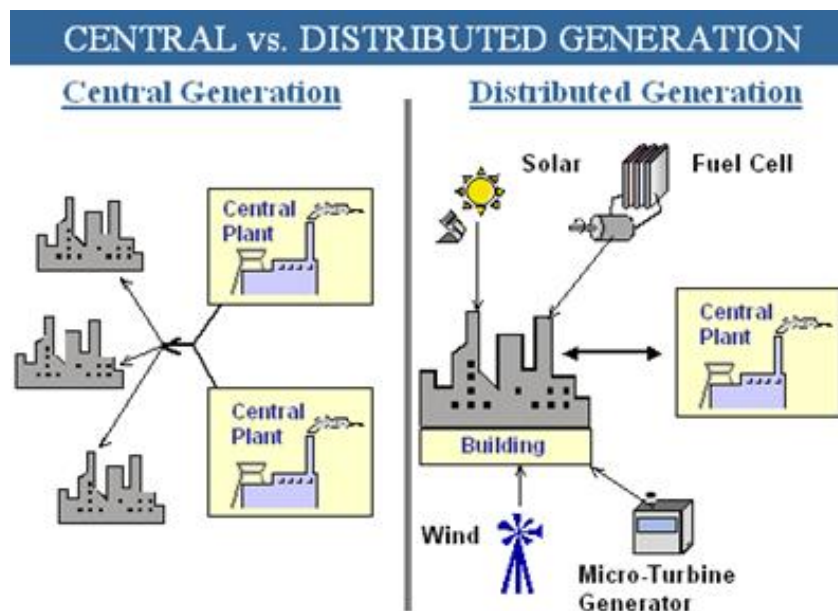 CENTRAL vs. DISTRIBUTED GENERATION
Central Generation
Central
Plant
Central
Plant
Distributed Generation
Solar
Fuel Cell
Central
Plant
Building
Wind
Micro-Turbine
Generator